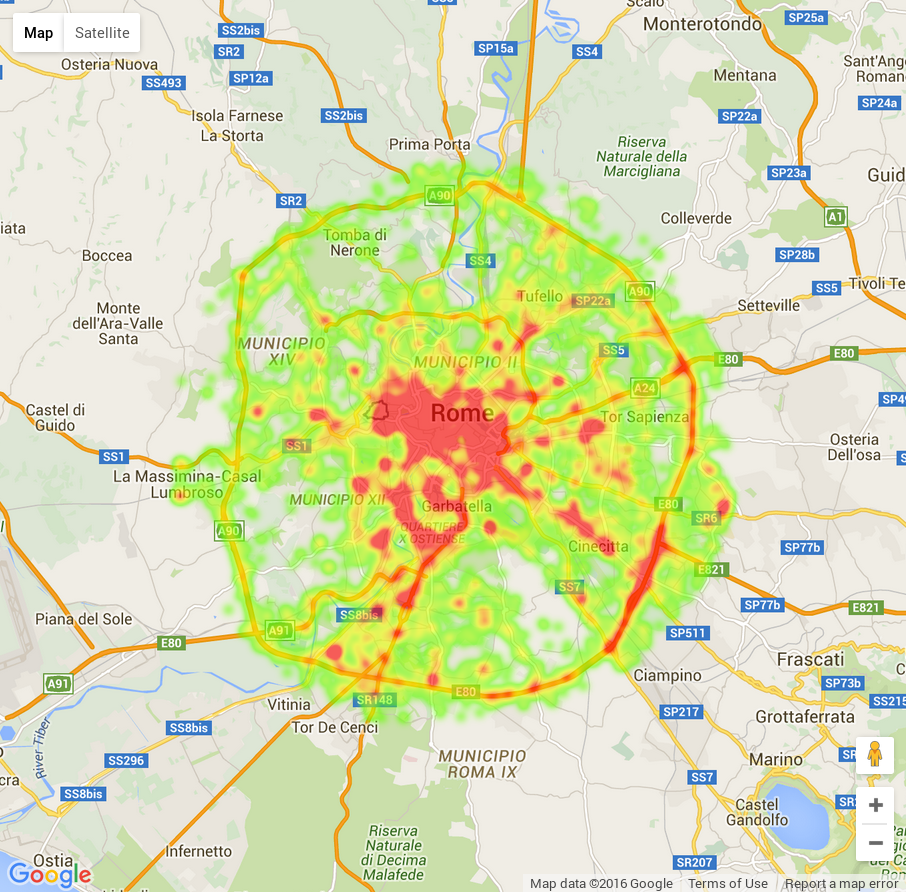 Map
Satellite
Osteria Nuova
SS493
SS2bis
SR2
SP12a
SP15a
SS4
Scalo
Monterotondo
SP25a
Mentana
Sant'Ang
Romano
SP24a
Isola Farnese
La Storta
SS2bis
Prima Porta
SP22a
Riserva
Naturale della
Marcigliana
SP23a
Guid
SR2
A90
Colleverde
A1
Tomba di
Nerone
SS4
SP28b
Boccea
Tufello
SP22a
A90
SS5
Tivoli Te
Setteville
Monte
dell'Ara-Valle
Santa
MUNICIPIO
XIV
MUNICIPIO II
SS5
E80
E80
A24
Castel di
Guido
Rome
Tor Sapienza
SS1
SS1
Osteria
Dell'osa
La Massimina-Casal
Lumbroso
MUNICIPIO XII
Garbatella
E80
SR6
A90
QUARTIERE
X OSTIENSE
Cinecitta
SP77b
E821
SS7
SP77b
E821
Piana del Sole
SS8bis
A91
E80
SP511
Frascati
A91
Ciampino
SP73b
E80
SR148
SS215
Vitinia
SP217
Grottaferrata
River Tiber
SS8bis
Tor De Cenci
SS296
MUNICIPIO
ROMA IX
Marino
SS7
SS8bis
Castel
Gandolfo
Riserva
Naturale
di Decima
Malafede
Infernetto
Ostia
SR207
Google
Map data ©2016 Google
Terms of Use
Report a map error